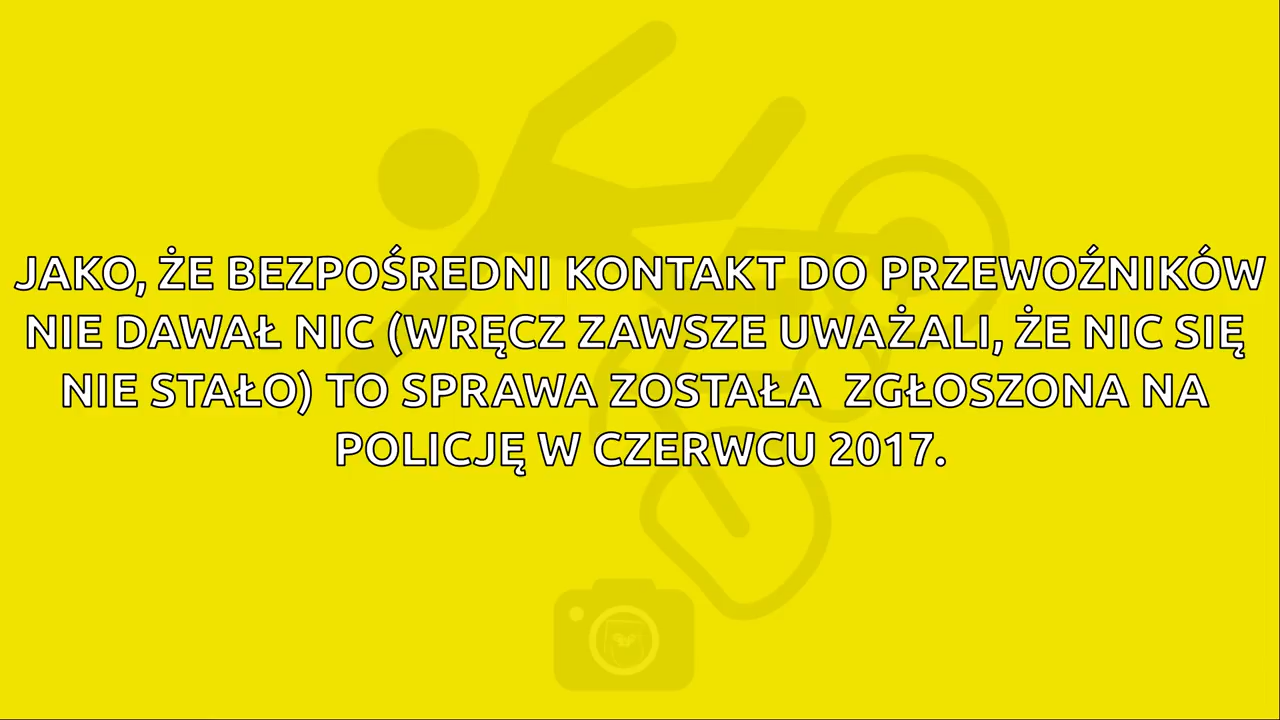 JAKO, ŻE BEZPOŚREDNI KONTAKT DO PRZEWOŹNIKÓW
NIE DAWAŁ NIC (WRĘCZ ZAWSZE UWAŻALI, ŻE NIC SIĘ
NIE STAŁO) TO SPRAWA ZOSTAŁA  ZGŁOSZONA NA
POLICJĘ W CZERWCU 2017.